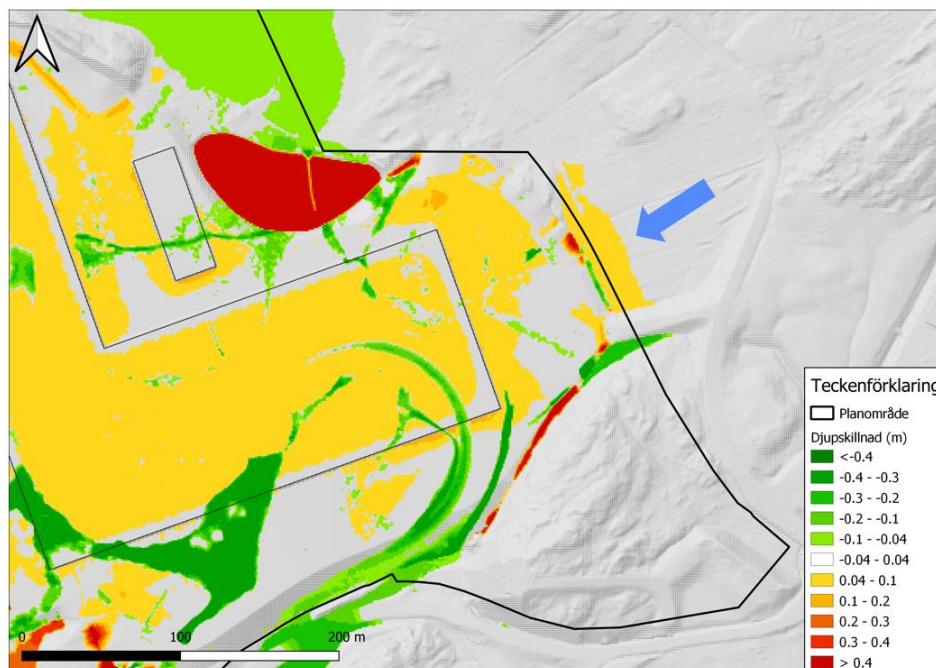 0
100
200 m
Teckenförklaring
Planområde
Djupskillnad (m)
<-0.4
-0.4 - -0.3
-0.3 - -0.2
-0.2 - -0.1
-0.1 - -0.04
-0.04 - 0.04
0.04 - 0.1
0.1 - 0.2
0.2 - 0.3
0.3 - 0.4
> 0.4